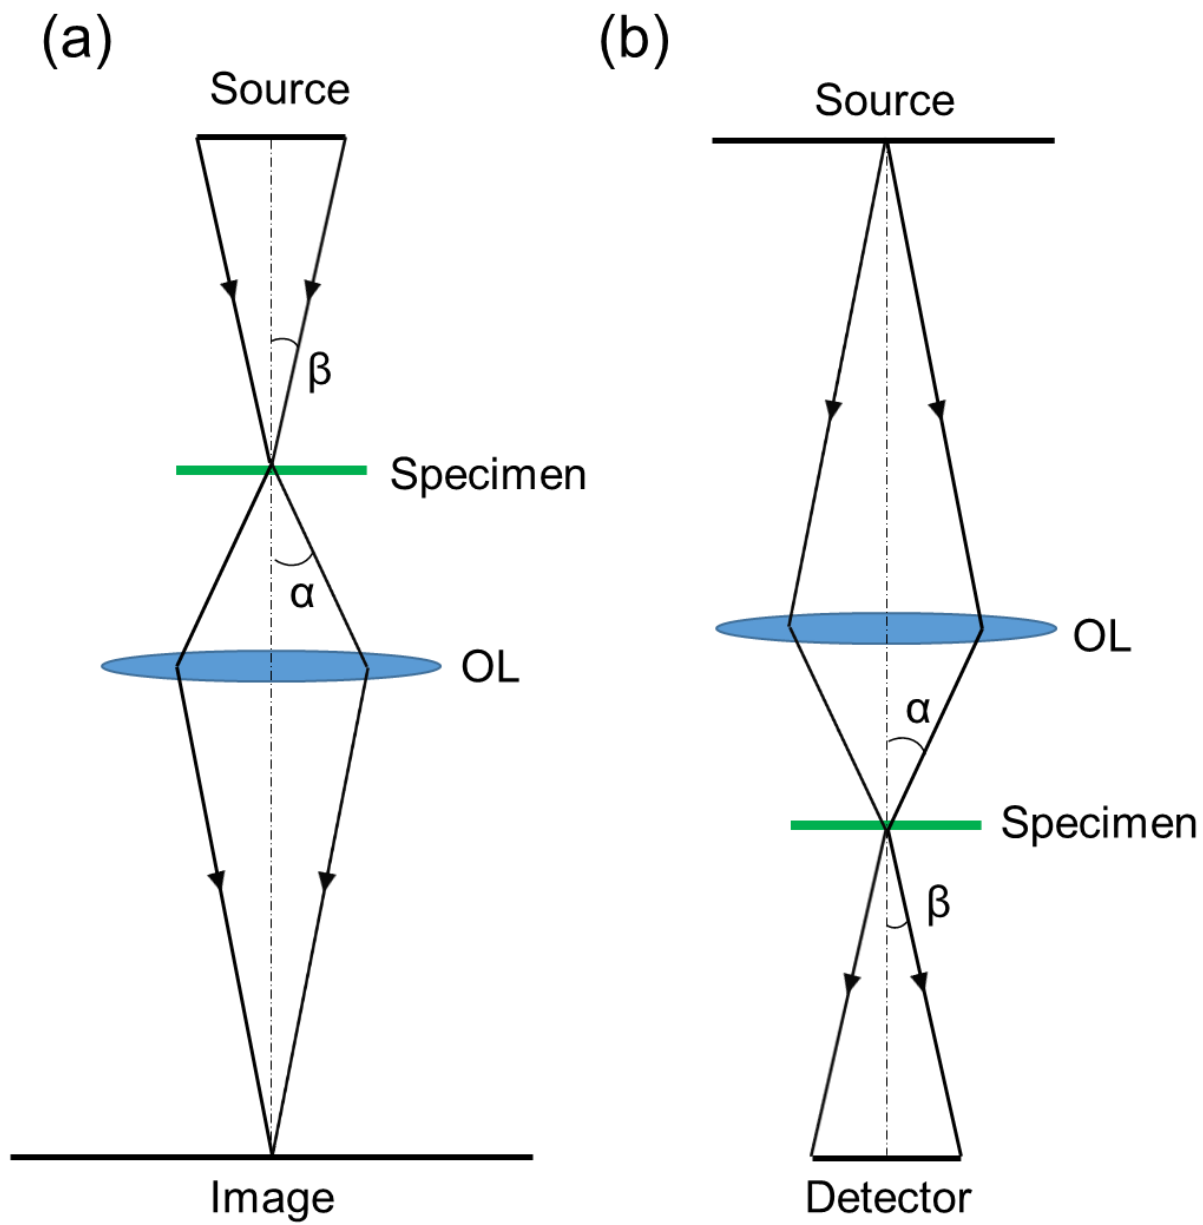 (a)
Source
β
Specimen
α
OL
Image
(b)
Source
OL
α
Specimen
β
Detector